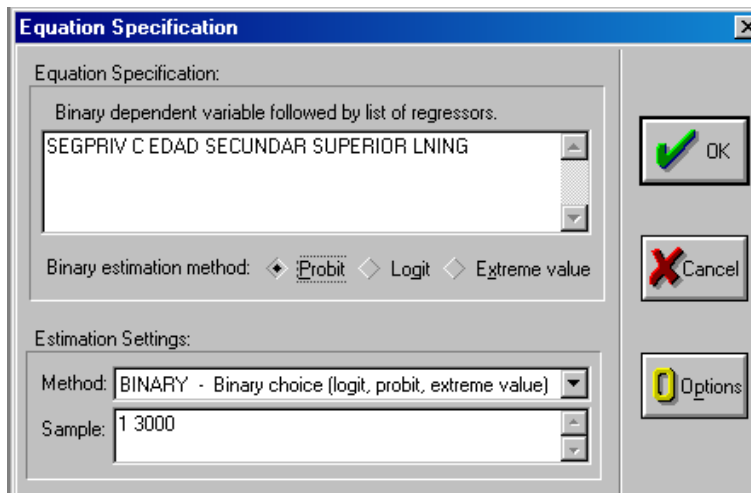 Equation Specification
Equation Specification:
Binary dependent variable followed by list of regressors.
SEGPRIV C EDAD SECUNDAR SUPERIOR LNING
Binary estimation method: Probit Logit Extreme value
Estimation Settings:
Method: BINARY - Binary choice (logit, probit, extreme value)
Sample: 1 3000
OK
Cancel
Options